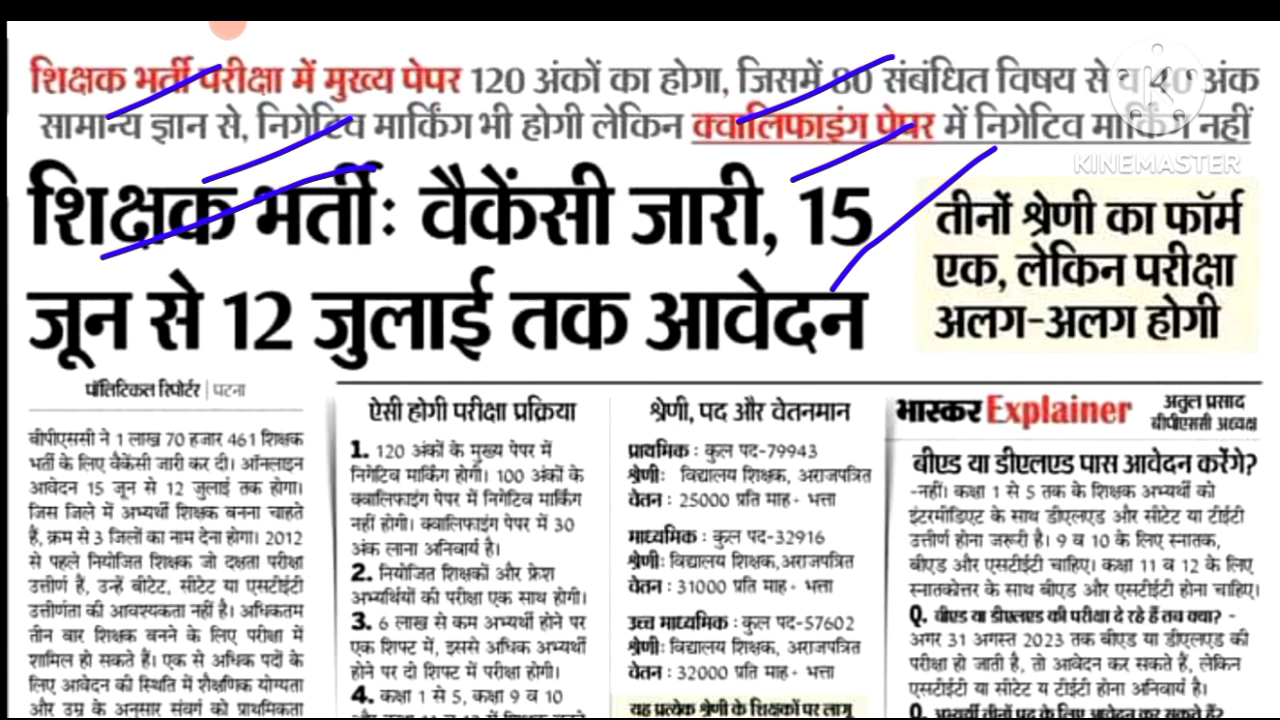 शिक्षक भर्ती परीक्षा में मुख्य पेपर 120 अंकों का होगा, जिसमें 80 संबंधित विषय से व 40 अंक
सामान्य ज्ञान से, निगेटिव मार्किंग भी होगी लेकिन क्वालिफाइंग पेपर में निगेटिव मार्किंग नहीं
KINEMASTER
शिक्षक भर्ती: वैकेंसी जारी, 15
जून से 12 जुलाई तक आवेदन
तीनों श्रेणी का फॉर्म
एक, लेकिन परीक्षा
अलग-अलग होगी
पॉलिटिकल रिपोर्टर | पटना
बीपीएससी ने 1 लाख 70 हजार 461 शिक्षक
भर्ती के लिए वैकेंसी जारी कर दी। ऑनलाइन
आवेदन 15 जून से 12 जुलाई तक होगा।
जिस जिले में अभ्यर्थी शिक्षक बनना चाहते
हैं, क्रम से 3 जिलों का नाम देना होगा। 2012
से पहले नियोजित शिक्षक जो दक्षता परीक्षा
उत्तीर्ण हैं, उन्हें बीटेट, सीटेट या एसटीईटी
उत्तीर्णता की आवश्यकता नहीं है। अधिकतम
तीन बार शिक्षक बनने के लिए परीक्षा में
शामिल हो सकते हैं। एक से अधिक पदों के
लिए आवेदन की स्थिति में शैक्षणिक योग्यता
और उम्र के अनुसार संवर्ग को प्राथमिकता
ऐसी होगी परीक्षा प्रक्रिया
1. 120 अंकों के मुख्य पेपर में
निगेटिव मार्किंग होगी। 100 अंकों के
क्वालिफाइंग पेपर में निगेटिव मार्किंग
नहीं होगी। क्वालिफाइंग पेपर में 30
अंक लाना अनिवार्य है।
2. नियोजित शिक्षकों और फ्रेश
अभ्यर्थियों की परीक्षा एक साथ होगी।
3. 6 लाख से कम अभ्यर्थी होने पर
एक शिफ्ट में, इससे अधिक अभ्यर्थी
होने पर दो शिफ्ट में परीक्षा होगी।
4. कक्षा 1 से 5, कक्षा 9 व 10
श्रेणी, पद और वेतनमान
प्राथमिक : कुल पद-79943
श्रेणी: विद्यालय शिक्षक, अराजपत्रित
वेतन : 25000 प्रति माह+ भत्ता
माध्यमिक : कुल पद-32916
श्रेणी: विद्यालय शिक्षक,अराजपत्रित
वेतन : 31000 प्रति माह+ भत्ता
उच्च माध्यमिक : कुल पद-57602
श्रेणी: विद्यालय शिक्षक, अराजपत्रित
वेतन : 32000 प्रति माह+ भत्ता
यह प्रत्येक श्रेणी के शिक्षकों पर लागू
भास्कर Explainer
अतुल प्रसाद
बीपीएससी अध्यक्ष
बीएड या डीएलएड पास आवेदन करेंगे?
-नहीं। कक्षा 1 से 5 तक के शिक्षक अभ्यर्थी को
इंटरमीडिएट के साथ डीएलएड और सीटेट या टीईटी
उत्तीर्ण होना जरूरी है। 9 व 10 के लिए स्नातक,
बीएड और एसटीईटी चाहिए। कक्षा 11 व 12 के लिए
स्नातकोत्तर के साथ बीएड और एसटीईटी होना चाहिए।
Q. बीएड या डीएलएड की परीक्षा दे रहे हैं तब क्या? -
अगर 31 अगस्त 2023 तक बीएड या डीएलएड की
परीक्षा हो जाती है, तो आवेदन कर सकते हैं, लेकिन
एसटीईटी या सीटेट य टीईटी होना अनिवार्य है।
Q. अभ्यर्थी तीनों पद के लिए आवेदन कर सकते हैं?